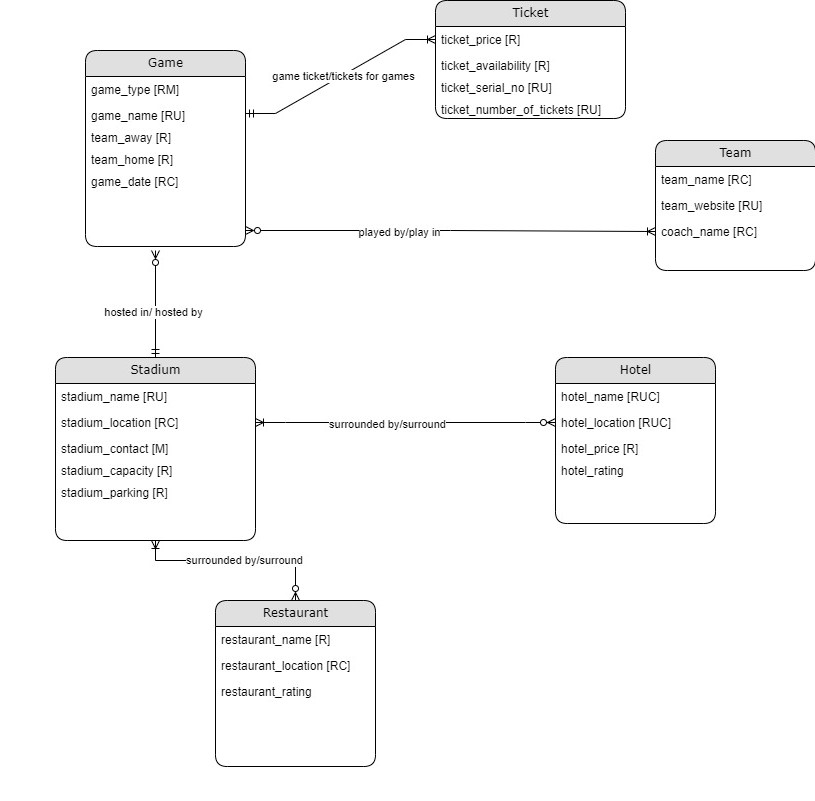 Ticket
ticket_price [R]
ticket_availability [R]
ticket_serial_no [RU]
ticket_number_of_tickets [RU]
Game
game_type [RM]
game_name [RU]
team_away [R]
team_home [R]
game_date [RC]
game ticket/tickets for games
Team
team_name [RC]
team_website [RU]
coach_name [RC]
played by/play in
hosted in/ hosted by
Stadium
stadium_name [RU]
stadium_location [RC]
stadium_contact [M]
stadium_capacity [R]
stadium_parking [R]
surrounded by/surround
Hotel
hotel_name [RUC]
hotel_location [RUC]
hotel_price [R]
hotel_rating
surrounded by/surround
Restaurant
restaurant_name [R]
restaurant_location [RC]
restaurant_rating